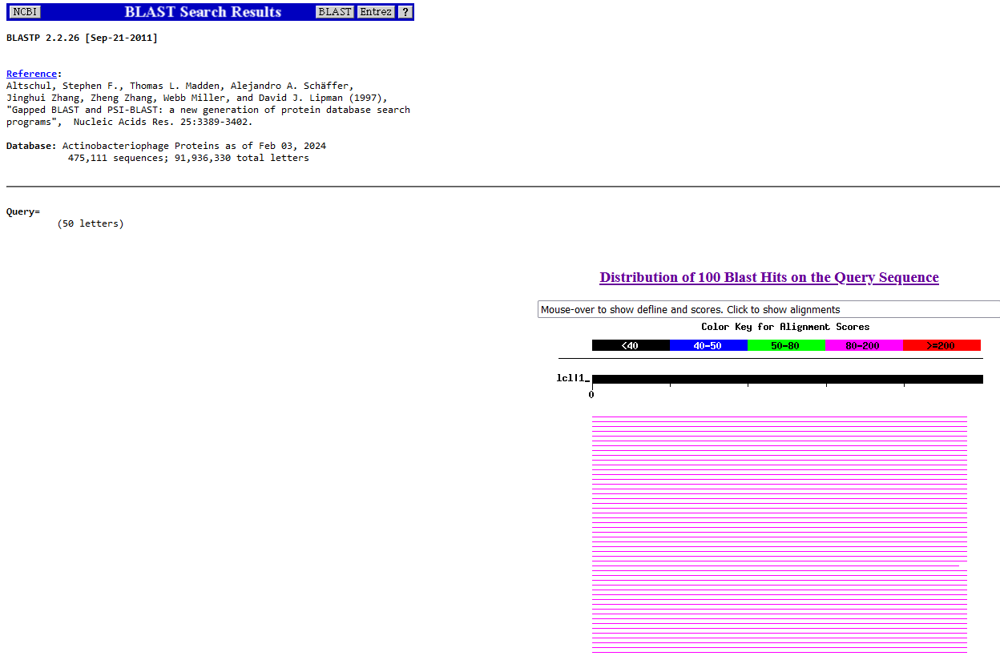 NCBI BLAST Search Results BLAST Entrez ?
BLASTP 2.2.26 [Sep-21-2011]
Reference:
Altschul, Stephen F., Thomas L. Madden, Alejandro A. Schäffer,
Jinghui Zhang, Zheng Zhang, Webb Miller, and David J. Lipman (1997),
"Gapped BLAST and PSI-BLAST: a new generation of protein database search
programs", Nucleic Acids Res. 25:3389-3402.
Database: Actinobacteriophage Proteins as of Feb 03, 2024
475,111 sequences; 91,936,330 total letters
Query=
(50 letters)
Distribution of 100 Blast Hits on the Query Sequence
Mouse-over to show defline and scores. Click to show alignments
Color Key for Alignment Scores
<40 40-50 50-80 80-200 >=200
lcl|1_
0